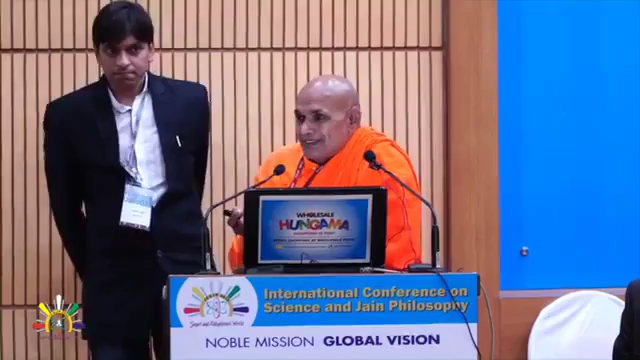 WHOLESALE
HUNGAMA
International Conference on
Science and Jain Philosophy
NOBLE MISSION GLOBAL VISION